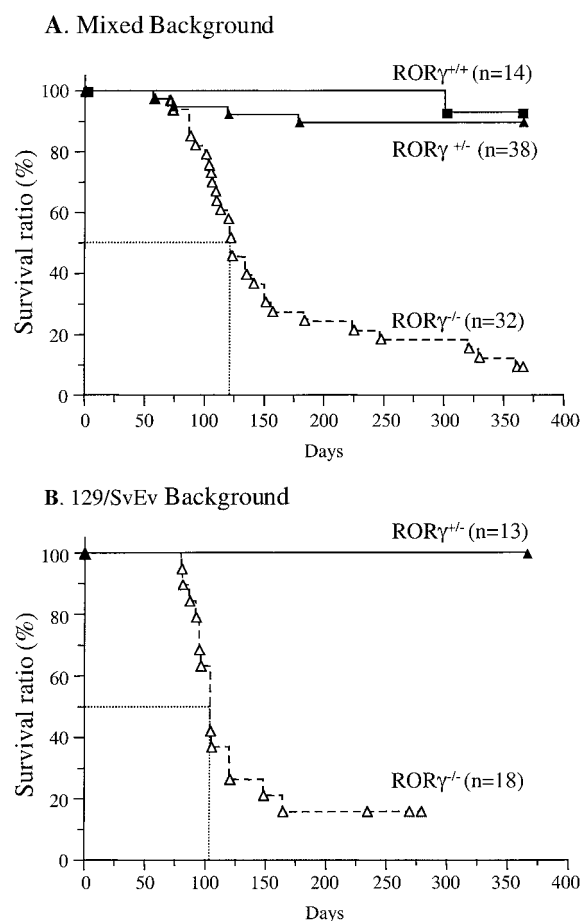 A. Mixed Background
RORγ+/+ (n=14)
RORγ +/- (n=38)
RORγ-/- (n=32)
Survival ratio (%)
100
80
60
40
20
0
0 50 100 150 200 250 300 350 400
Days
B. 129/SvEv Background
RORγ+/- (n=13)
RORγ-/- (n=18)
Survival ratio (%)
100
80
60
40
20
0
0 50 100 150 200 250 300 350 400
Days